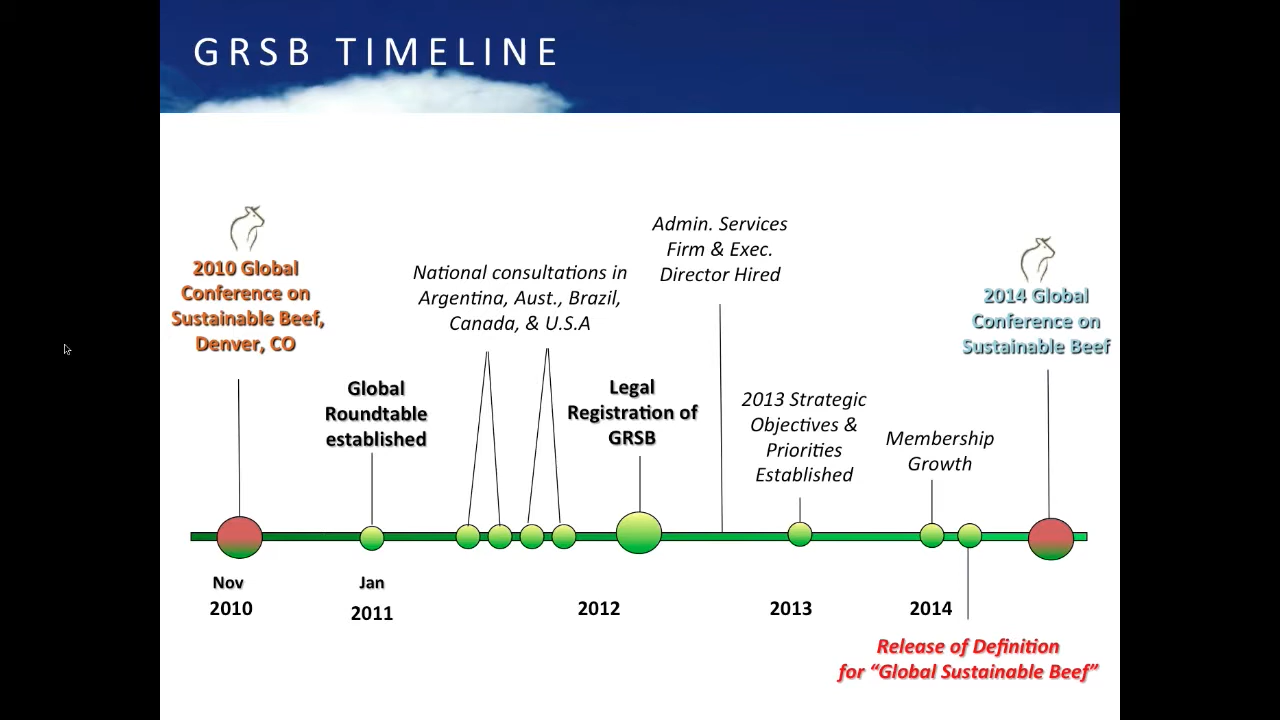 GRSB TIMELINE
2010 Global
Conference on
Sustainable Beef,
Denver, CO
Global
Roundtable
established
National consultations in
Argentina, Aust., Brazil,
Canada, & U.S.A
Legal
Registration of
GRSB
Admin. Services
Firm & Exec.
Director Hired
2013 Strategic
Objectives &
Priorities
Established
Membership
Growth
2014 Global
Conference on
Sustainable Beef
Nov
2010
Jan
2011
2012
2013
2014
Release of Definition
for “Global Sustainable Beef”